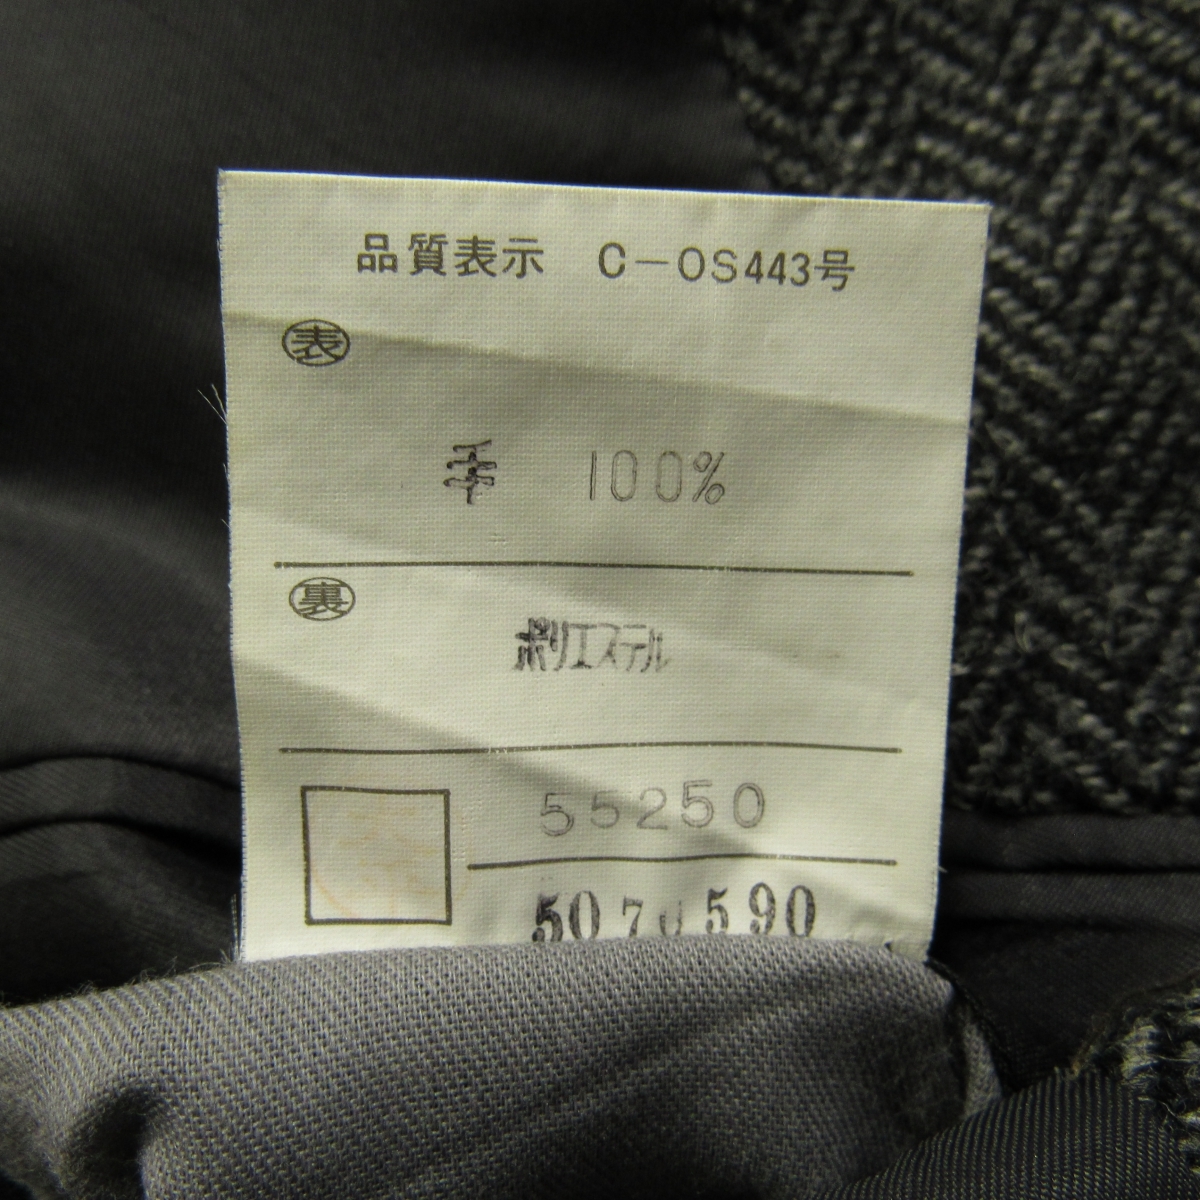 品質表示 C-OS443号
表
毛 100%
裏
ポリエステル
55250